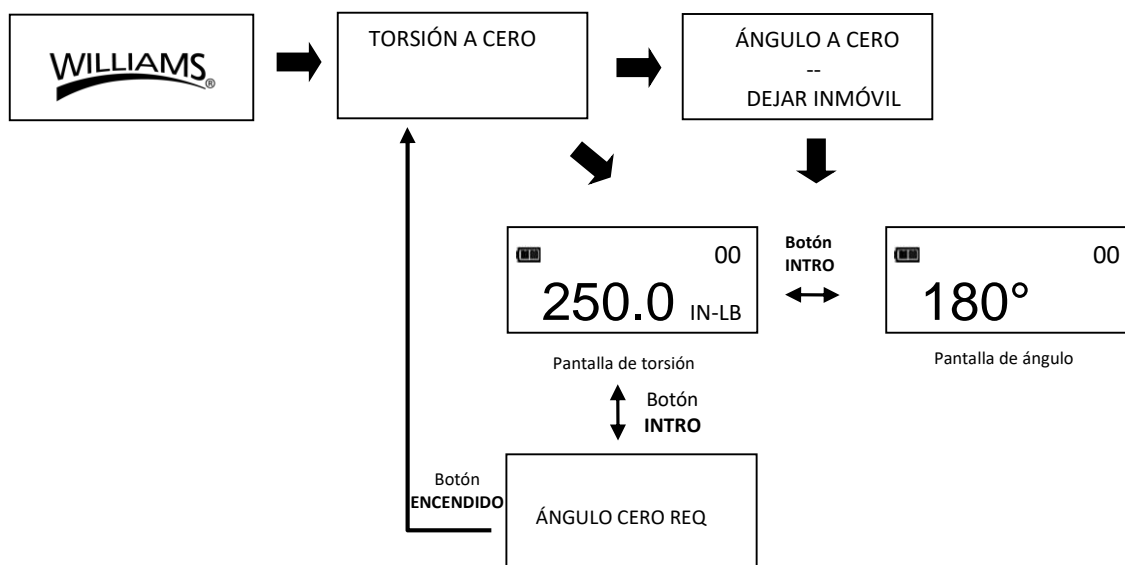 WILLIAMS®
TORSIÓN A CERO
ÁNGULO A CERO
--
DEJAR INMÓVIL
00
250.0 IN-LB
Pantalla de torsión
Botón
INTRO
00
180°
Pantalla de ángulo
Botón
INTRO
Botón
ENCENDIDO
ÁNGULO CERO REQ